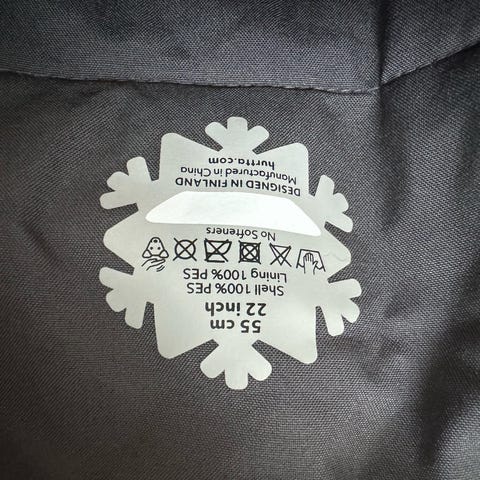 55 cm
22 inch
Shell 100% PES
Lining 100% PES
No Softeners
DESIGNED IN FINLAND
Manufactured in China
hurtta.com